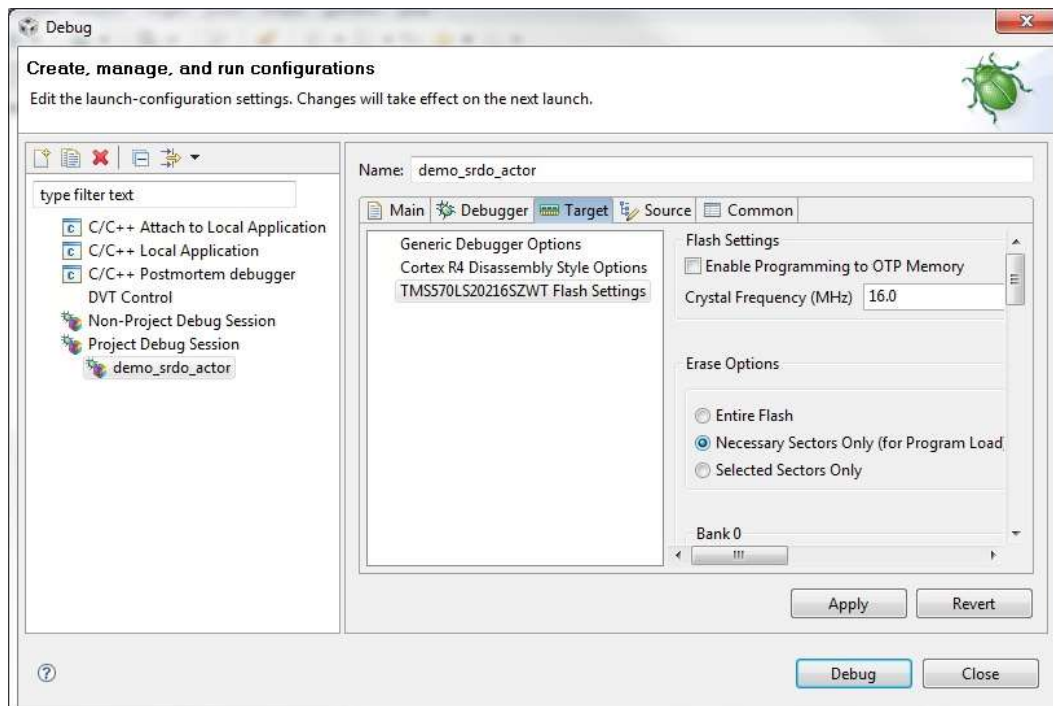 Debug
Create, manage, and run configurations
Edit the launch-configuration settings. Changes will take effect on the next launch.
type filter text
C/C++ Attach to Local Application
C/C++ Local Application
C/C++ Postmortem debugger
DVT Control
Non-Project Debug Session
Project Debug Session
demo_srdo_actor
Name: demo_srdo_actor
Main Debugger Target Source Common
Generic Debugger Options
Cortex R4 Disassembly Style Options
TMS570LS20216SZWT Flash Settings
Flash Settings
Enable Programming to OTP Memory
Crystal Frequency (MHz) 16.0
Erase Options
Entire Flash
Necessary Sectors Only (for Program Load
Selected Sectors Only
Bank 0
Apply Revert
Debug Close